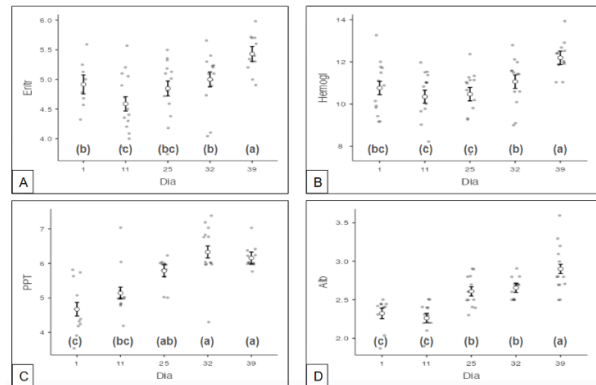 6.0
5.5
5.0
4.5
4.0
Eritr
(b) (c) (bc) (b) (a)
1 11 25 32 39
Dia
A
14
12
10
8
Hemogl
(bc) (c) (c) (b) (a)
1 11 25 32 39
Dia
B
7
6
5
4
PPT
(c) (bc) (ab) (a) (a)
1 11 25 32 39
Dia
C
3.5
3.0
2.5
2.0
Alb
(c) (c) (b) (b) (a)
1 11 25 32 39
Dia
D